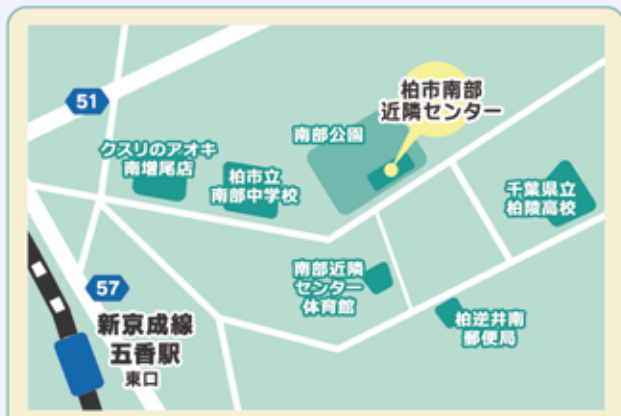 51
柏市南部
近隣センター
南部公園
クスリのアオキ
南増尾店
柏市立
南部中学校
千葉県立
柏陵高校
南部近隣
センター
体育館
57
新京成線
五香駅
東口
柏逆井南
郵便局